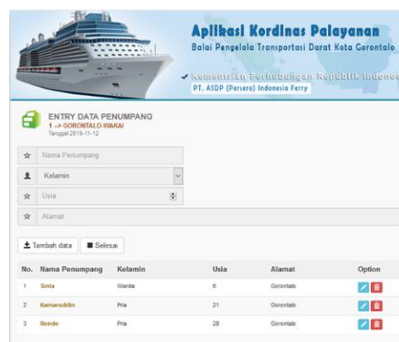 Aplikasi Kordinas Palayanan
Balai Pengelola Transportasi Darat Kota Gorontalo
Kementrian Perhubungan Republik Indones
PT. ASDP (Persero) Indonesia Ferry
ENTRY DATA PENUMPANG
1 --> GORONTALO-WAKAI
Tanggal 2019-11-12
Nama Penumpang
Kelamin
Usia
Alamat
Tambah data Selesai
No. Nama Penumpang Kelamin Usia Alamat Option
1 Sinta Wanita 6 Gorontalo
2 Kamaruddin Pria 21 Gorontalo
3 Rende Pria 28 Gorontalo